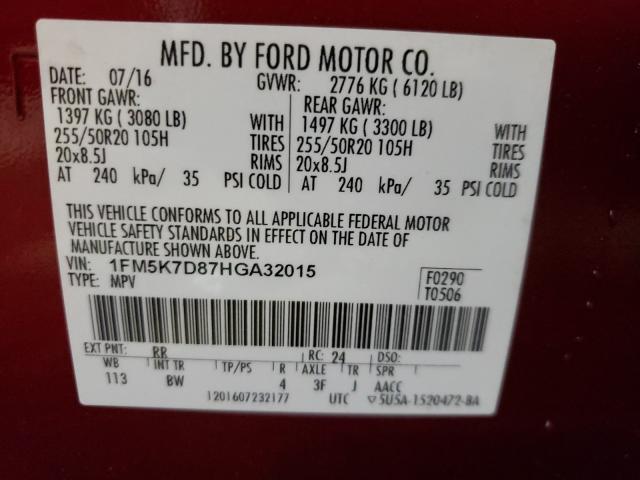 MFD. BY FORD MOTOR CO.
DATE: 07/16 GVWR: 2776 KG ( 6120 LB)
FRONT GAWR: REAR GAWR:
1397 KG ( 3080 LB) WITH 1497 KG ( 3300 LB) WITH
255/50R20 105H TIRES 255/50R20 105H TIRES
20x8.5J RIMS 20x8.5J RIMS
AT 240 kPa/ 35 PSI COLD AT 240 kPa/ 35 PSI COLD
THIS VEHICLE CONFORMS TO ALL APPLICABLE FEDERAL MOTOR
VEHICLE SAFETY STANDARDS IN EFFECT ON THE DATE OF
MANUFACTURE SHOWN ABOVE.
VIN: 1FM5K7D87HGA32015 F0290
TYPE: MPV T0506
EXT PNT: RR RC: 24 DSO:
WB INT TR TP/PS R AXLE TR SPR
113 BW 4 3F J AACC
1201607232177 UTC ▽5U5A-1520472-BA